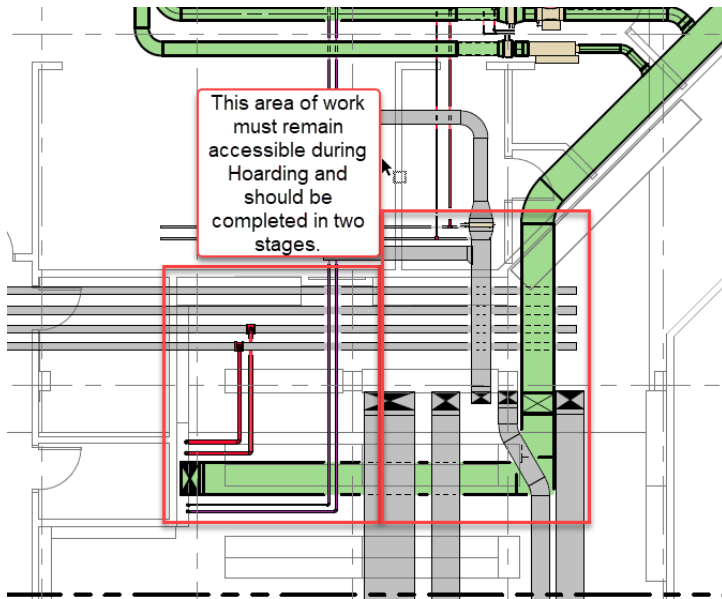 This area of work
must remain
accessible during
Hoarding and
should be
completed in two
stages.